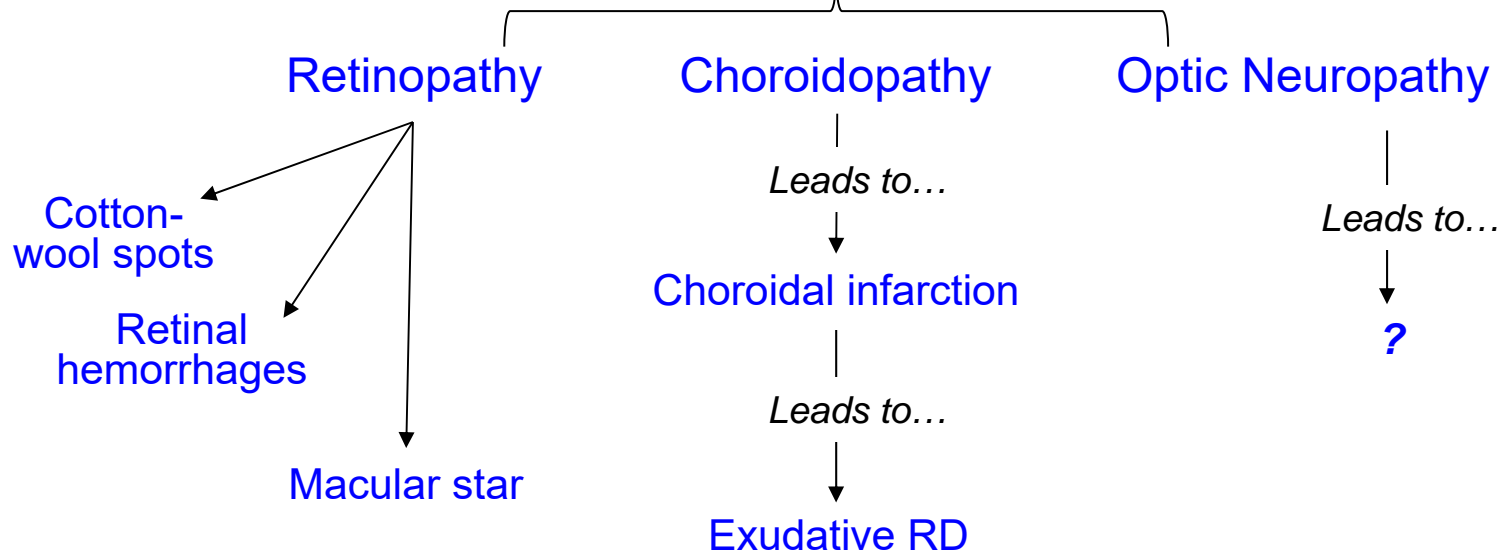 Retinopathy
Choroidopathy
Optic Neuropathy
Leads to…
Leads to…
Cotton-
wool spots
Choroidal infarction
Retinal
hemorrhages
?
Leads to…
Macular star
Exudative RD